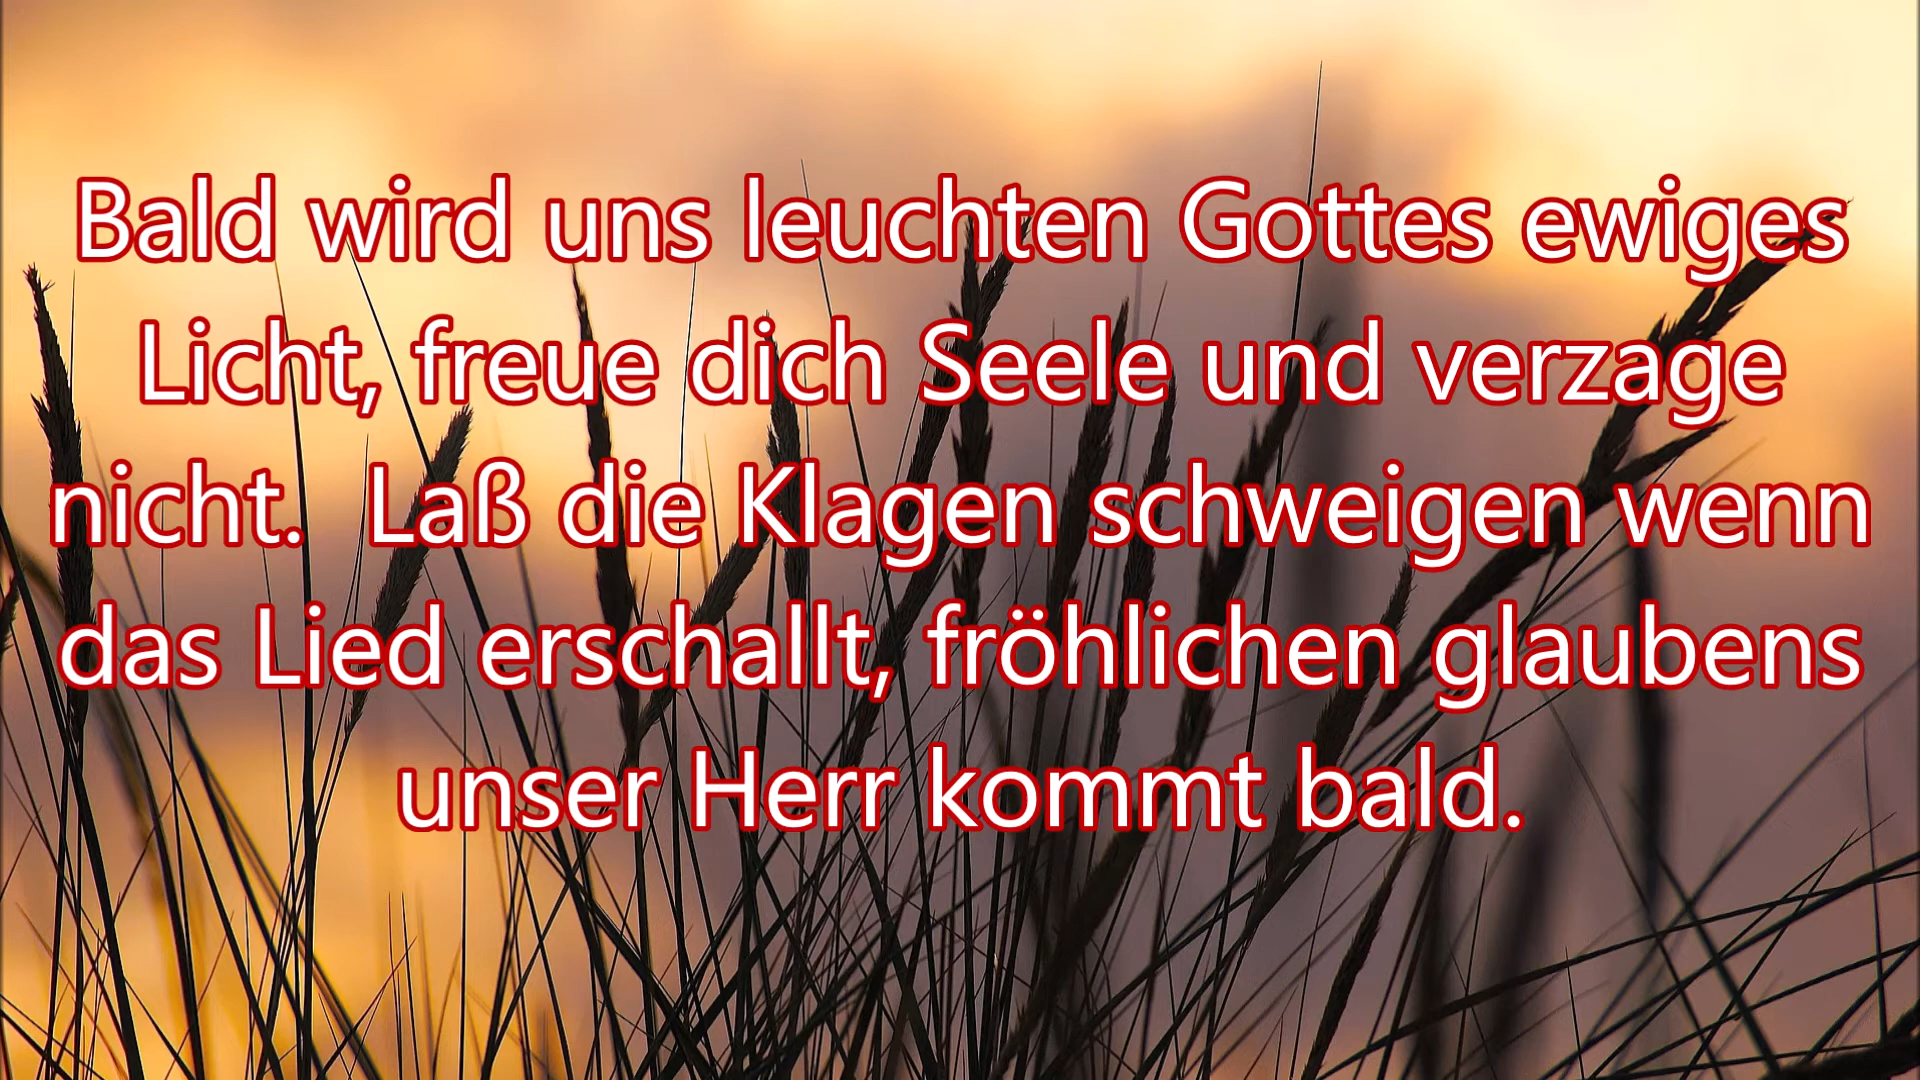 Bald wird uns leuchten Gottes ewiges
Licht, freue dich Seele und verzage
nicht.  Laß die Klagen schweigen wenn
das Lied erschallt, fröhlichen glaubens
unser Herr kommt bald.